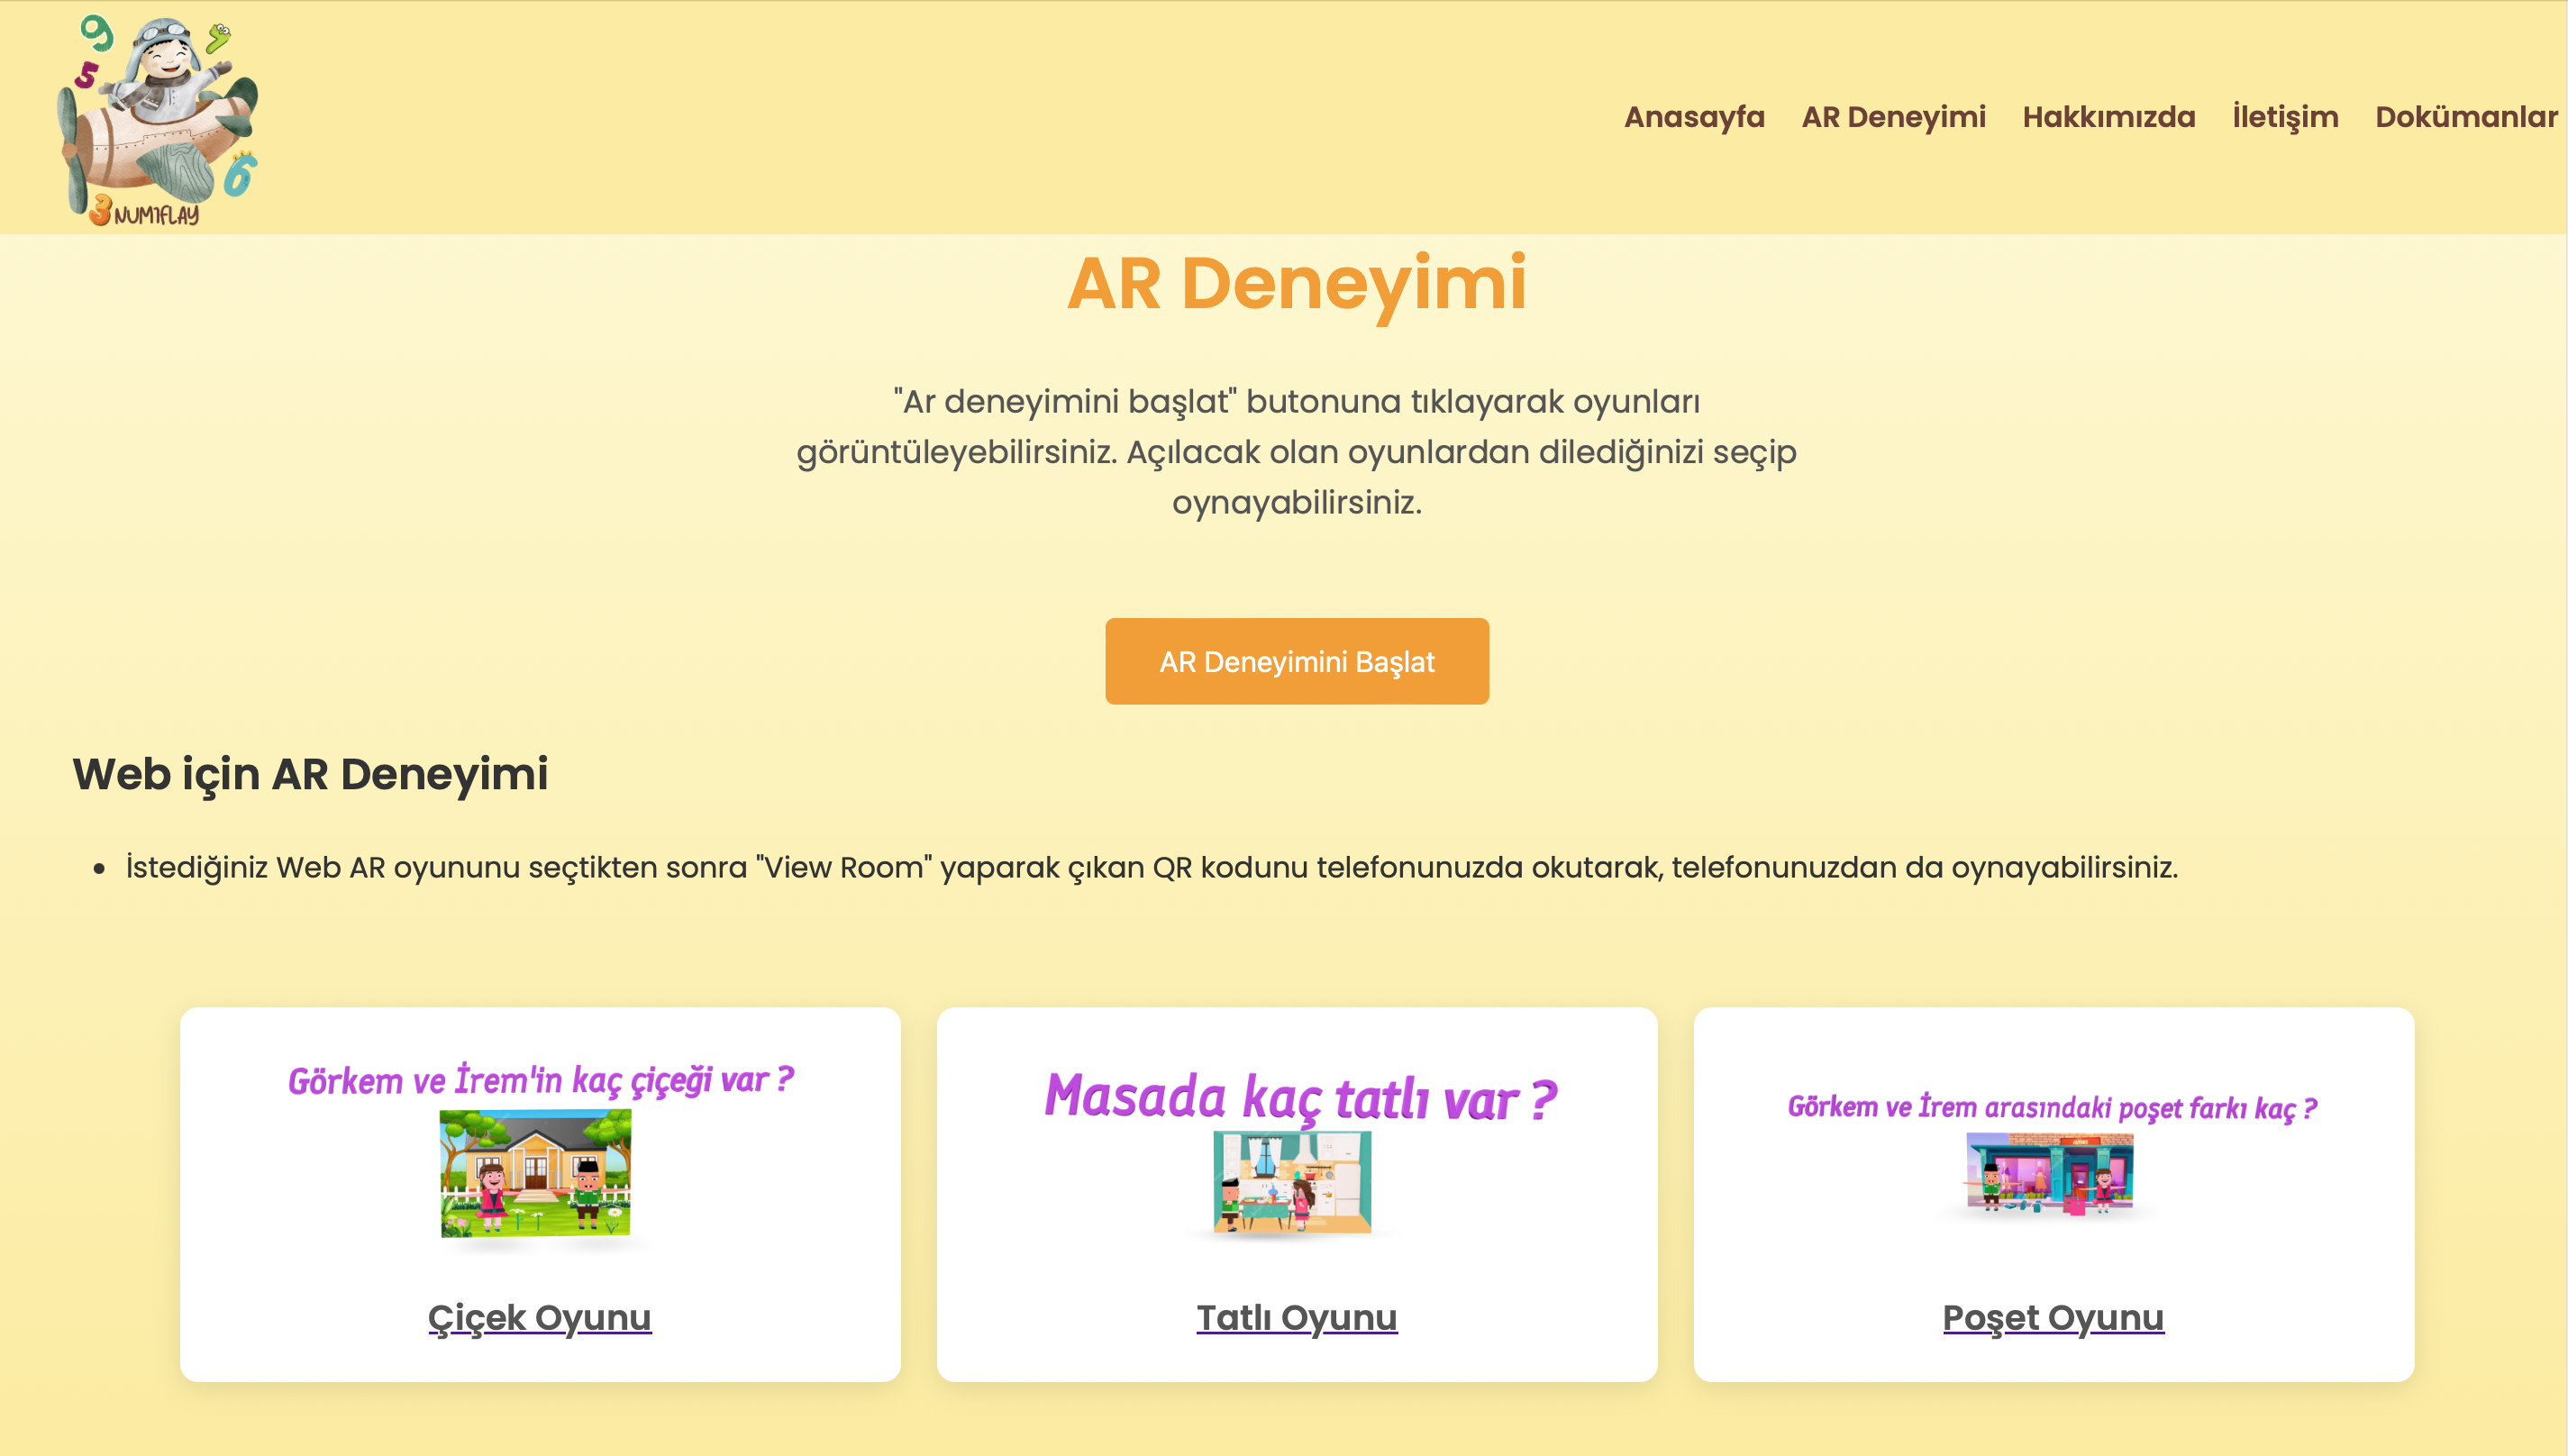 9
5
6
3 NUM1FLAY
Anasayfa AR Deneyimi Hakkımızda İletişim Dokümanlar
AR Deneyimi
"Ar deneyimini başlat" butonuna tıklayarak oyunları
görüntüleyebilirsiniz. Açılacak olan oyunlardan dilediğinizi seçip
oynayabilirsiniz.
AR Deneyimini Başlat
Web için AR Deneyimi
• İstediğiniz Web AR oyununu seçtikten sonra "View Room" yaparak çıkan QR kodunu telefonunuzda okutarak, telefonunuzdan da oynayabilirsiniz.
Görkem ve İrem'in kaç çiçeği var ?
Çiçek Oyunu
Masada kaç tatlı var ?
Tatlı Oyunu
Görkem ve İrem arasındaki poşet farkı kaç ?
Poşet Oyunu